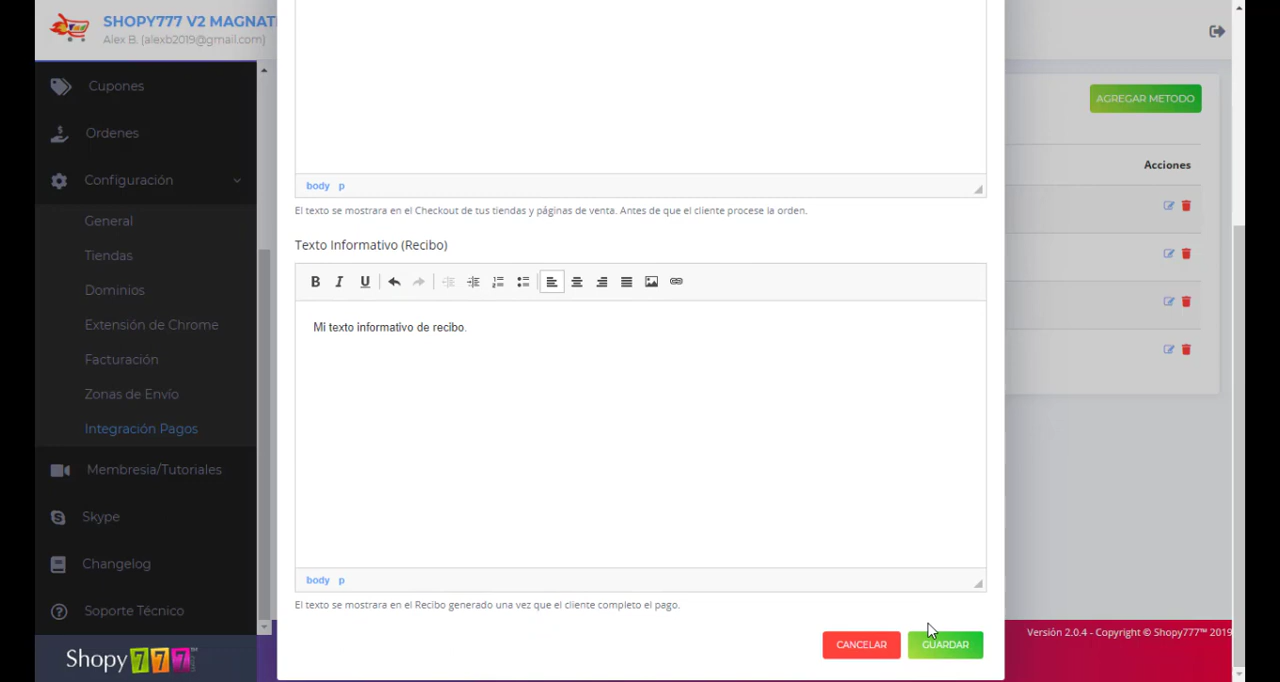 SHOPY777 V2 MAGNAT
Alex B. (alexb2019@gmail.com)
Cupones
Ordenes
Configuración
General
Tiendas
Dominios
Extensión de Chrome
Facturación
Zonas de Envío
Integración Pagos
Membresia/Tutoriales
Skype
Changelog
Soporte Técnico
Shopy777
body p
El texto se mostrara en el Checkout de tus tiendas y páginas de venta. Antes de que el cliente procese la orden.
Texto Informativo (Recibo)
B I U
Mi texto informativo de recibo.
body p
El texto se mostrara en el Recibo generado una vez que el cliente completo el pago.
CANCELAR GUARDAR
AGREGAR METODO
Acciones
Versión 2.0.4 - Copyright © Shopy777™ 2019